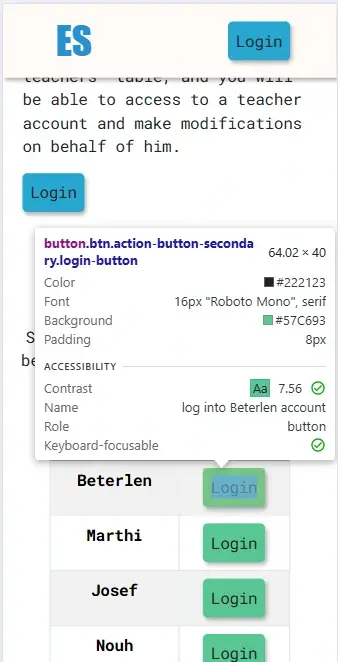 ES
Login
teachers' table, and you will
be able to access to a teacher
account and make modifications
on behalf of him.
Login
button.btn.action-button-seconda
ry.login-button
64.02 × 40
Color #222123
Font 16px "Roboto Mono", serif
Background #57C693
Padding 8px
ACCESSIBILITY
Contrast Aa 7.56
Name log into Beterlen account
Role button
Keyboard-focusable
S
be
Beterlen Login
Marthi Login
Josef Login
Nouh Login